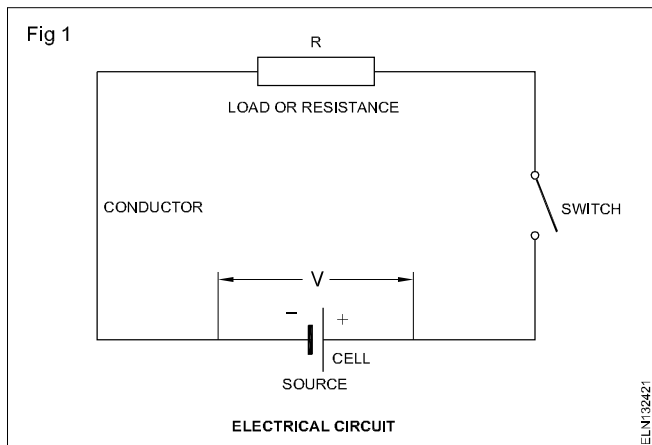 Fig 1
R
LOAD OR RESISTANCE
CONDUCTOR
SWITCH
V
− +
CELL
SOURCE
ELECTRICAL CIRCUIT
ELN132421